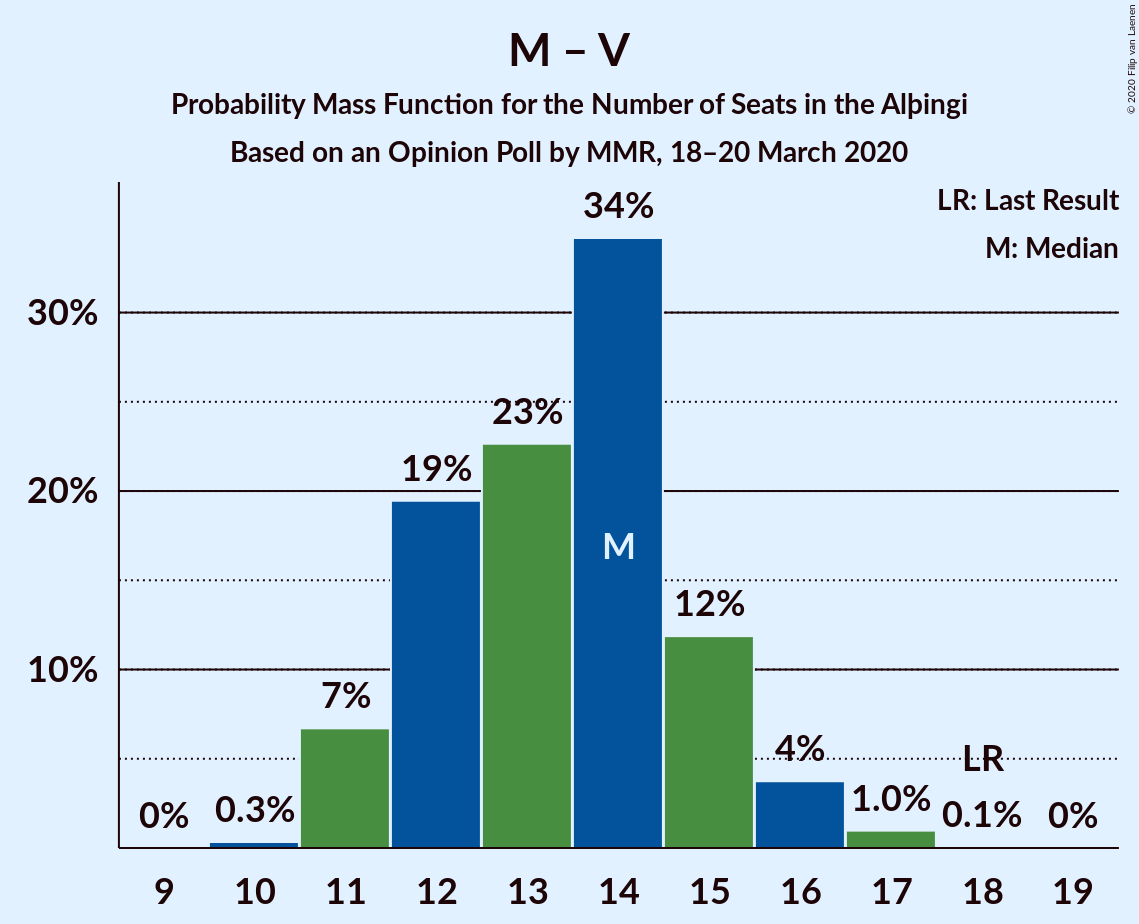 M – V
Probability Mass Function for the Number of Seats in the Alþingi
Based on an Opinion Poll by MMR, 18–20 March 2020
© 2020 Filip van Laenen
LR: Last Result
M: Median
30%
20%
10%
0%
0.3%
7%
19%
23%
34%
M
12%
4%
1.0%
LR
0.1%
0%
9 10 11 12 13 14 15 16 17 18 19